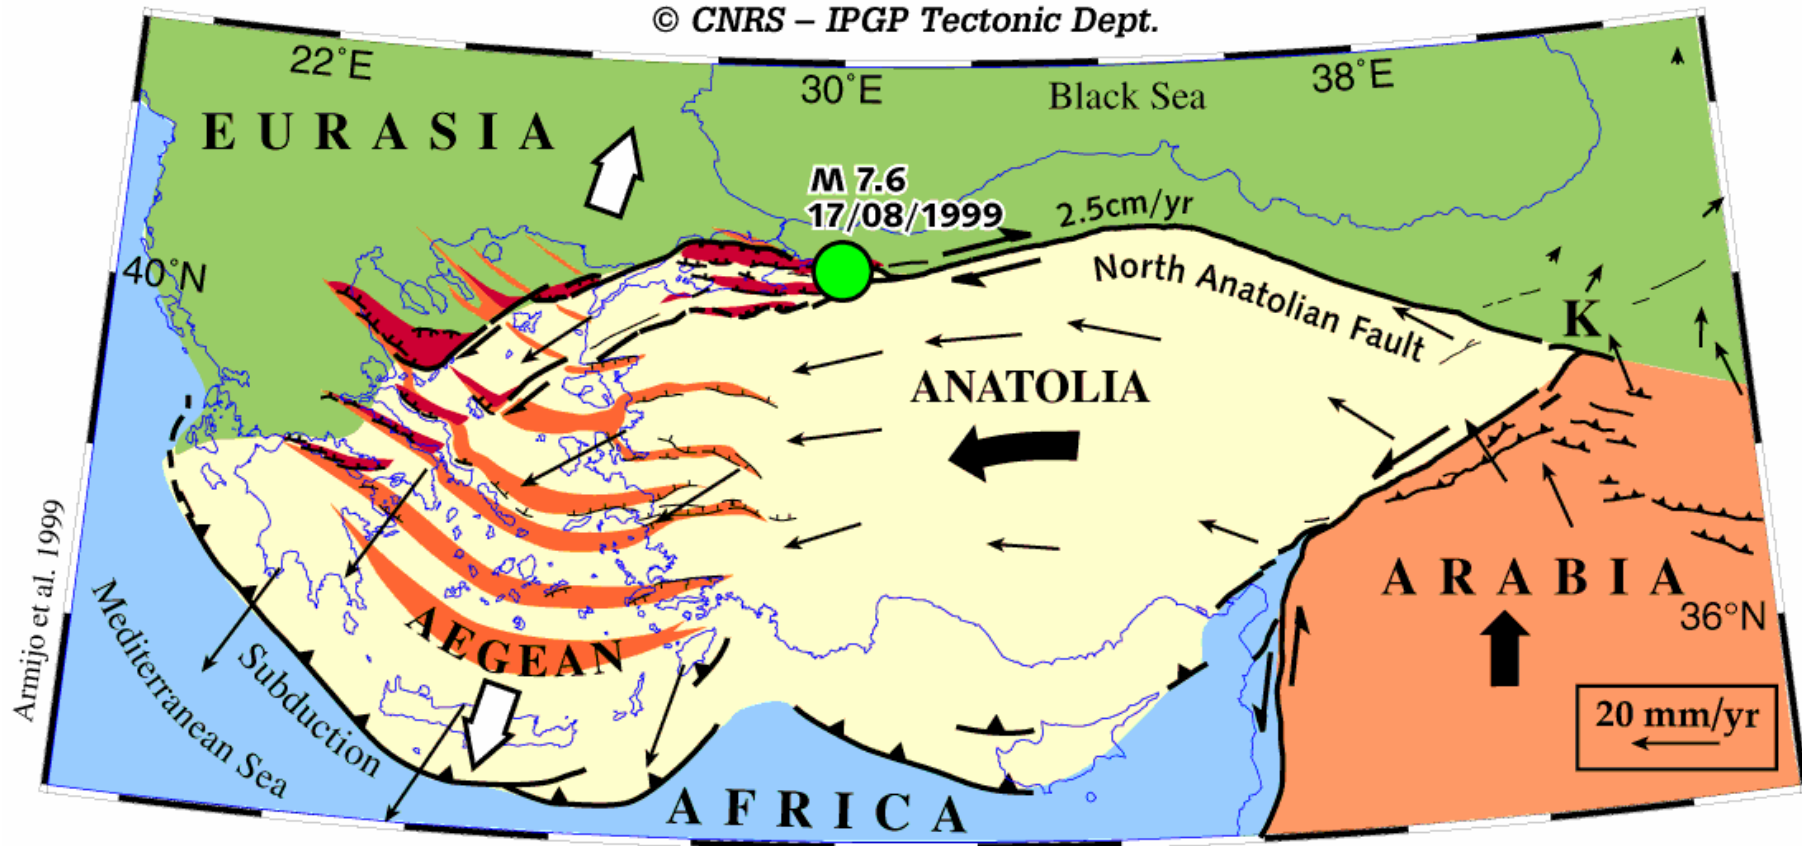 © CNRS – IPGP Tectonic Dept.
22°E
30°E
38°E
Black Sea
EURASIA
M 7.6
17/08/1999
2.5cm/yr
40°N
North Anatolian Fault
K
ANATOLIA
ARABIA
36°N
AEGEAN
Subduction
Mediterranean Sea
Armijo et al. 1999
20 mm/yr
AFRICA